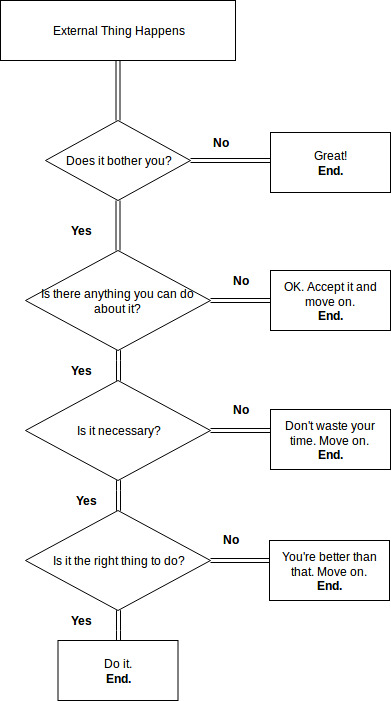 External Thing Happens
Does it bother you?
No
Great!
End.
Yes
Is there anything you can do
about it?
No
OK. Accept it and
move on.
End.
Yes
Is it necessary?
No
Don't waste your
time. Move on.
End.
Yes
Is it the right thing to do?
No
You're better than
that. Move on.
End.
Yes
Do it.
End.